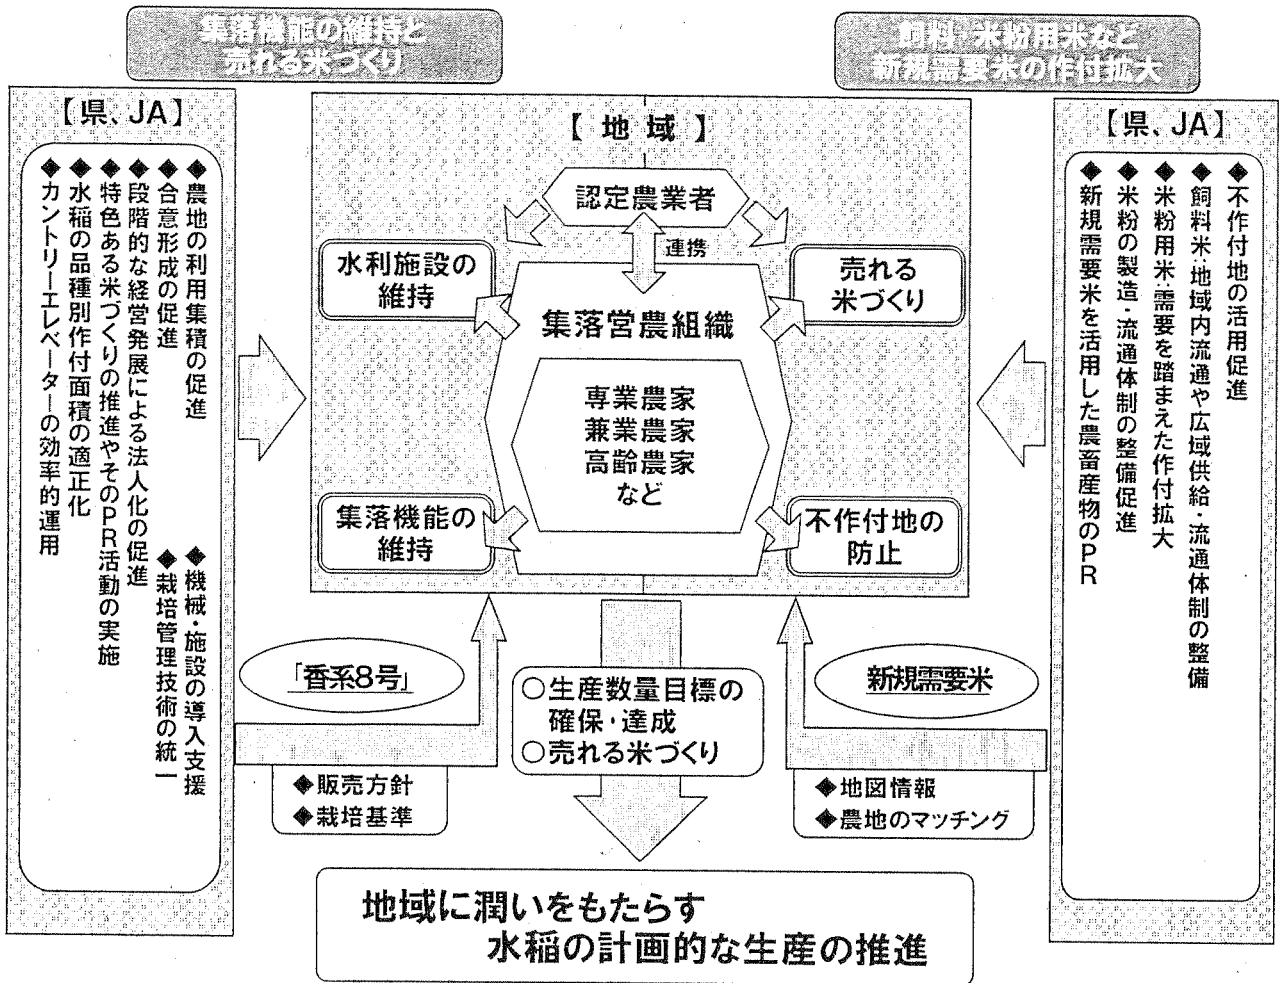 集落機能の維持と
売れる米づくり
飼料・米粉用米など
新規需要米の作付拡大
【県、JA】
◆農地の利用集積の促進
◆機械・施設の導入支援
◆合意形成の促進
◆栽培管理技術の統一
◆段階的な経営発展による法人化の促進
◆特色ある米づくりの推進やそのPR活動の実施
◆水稲の品種別作付面積の適正化
◆カントリーエレベーターの効率的運用
【地域】
認定農業者
連携
水利施設の
維持
売れる
米づくり
集落営農組織
専業農家
兼業農家
高齢農家
など
集落機能の
維持
不作付地の
防止
【県、JA】
◆不作付地の活用促進
◆飼料米:地域内流通や広域供給・流通体制の整備
◆米粉用米:需要を踏まえた作付拡大
◆米粉の製造・流通体制の整備促進
◆新規需要米を活用した農畜産物のPR
「香系8号」
◆販売方針
◆栽培基準
○生産数量目標の
確保・達成
○売れる米づくり
新規需要米
◆地図情報
◆農地のマッチング
地域に潤いをもたらす
水稲の計画的な生産の推進